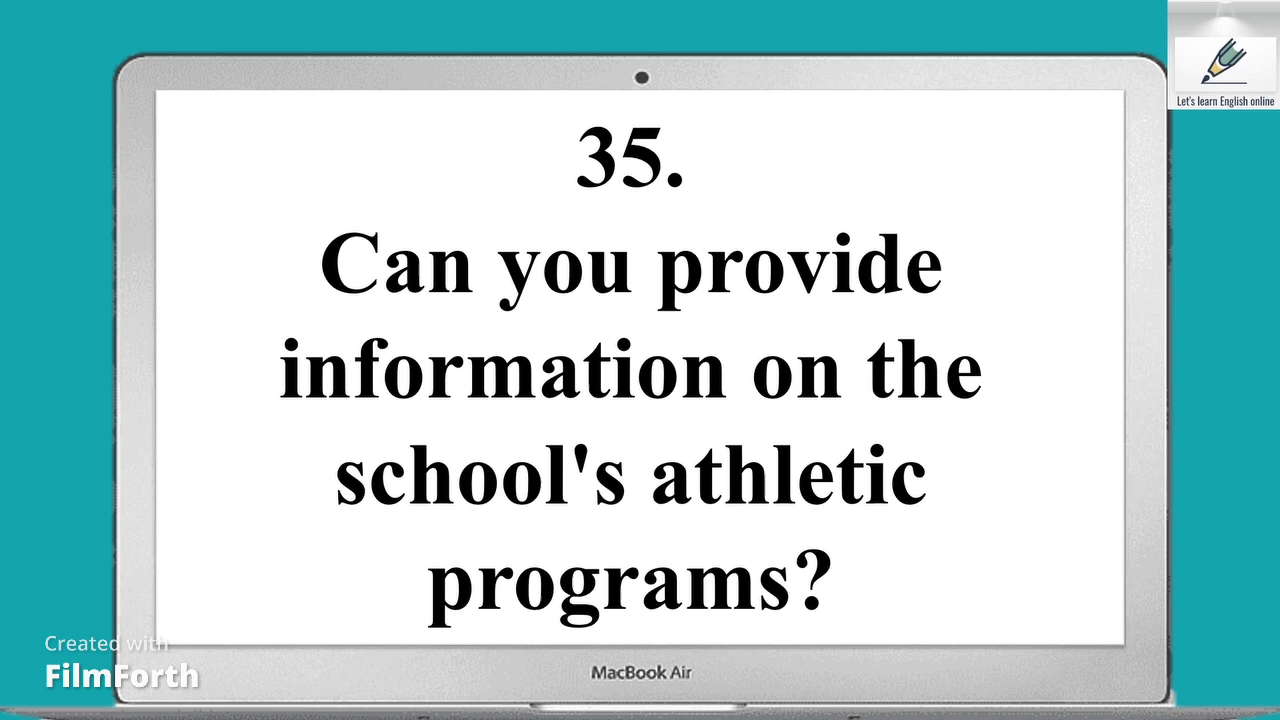 Let's learn English online
35.
Can you provide
information on the
school's athletic
programs?
Created with
FilmForth
MacBook Air